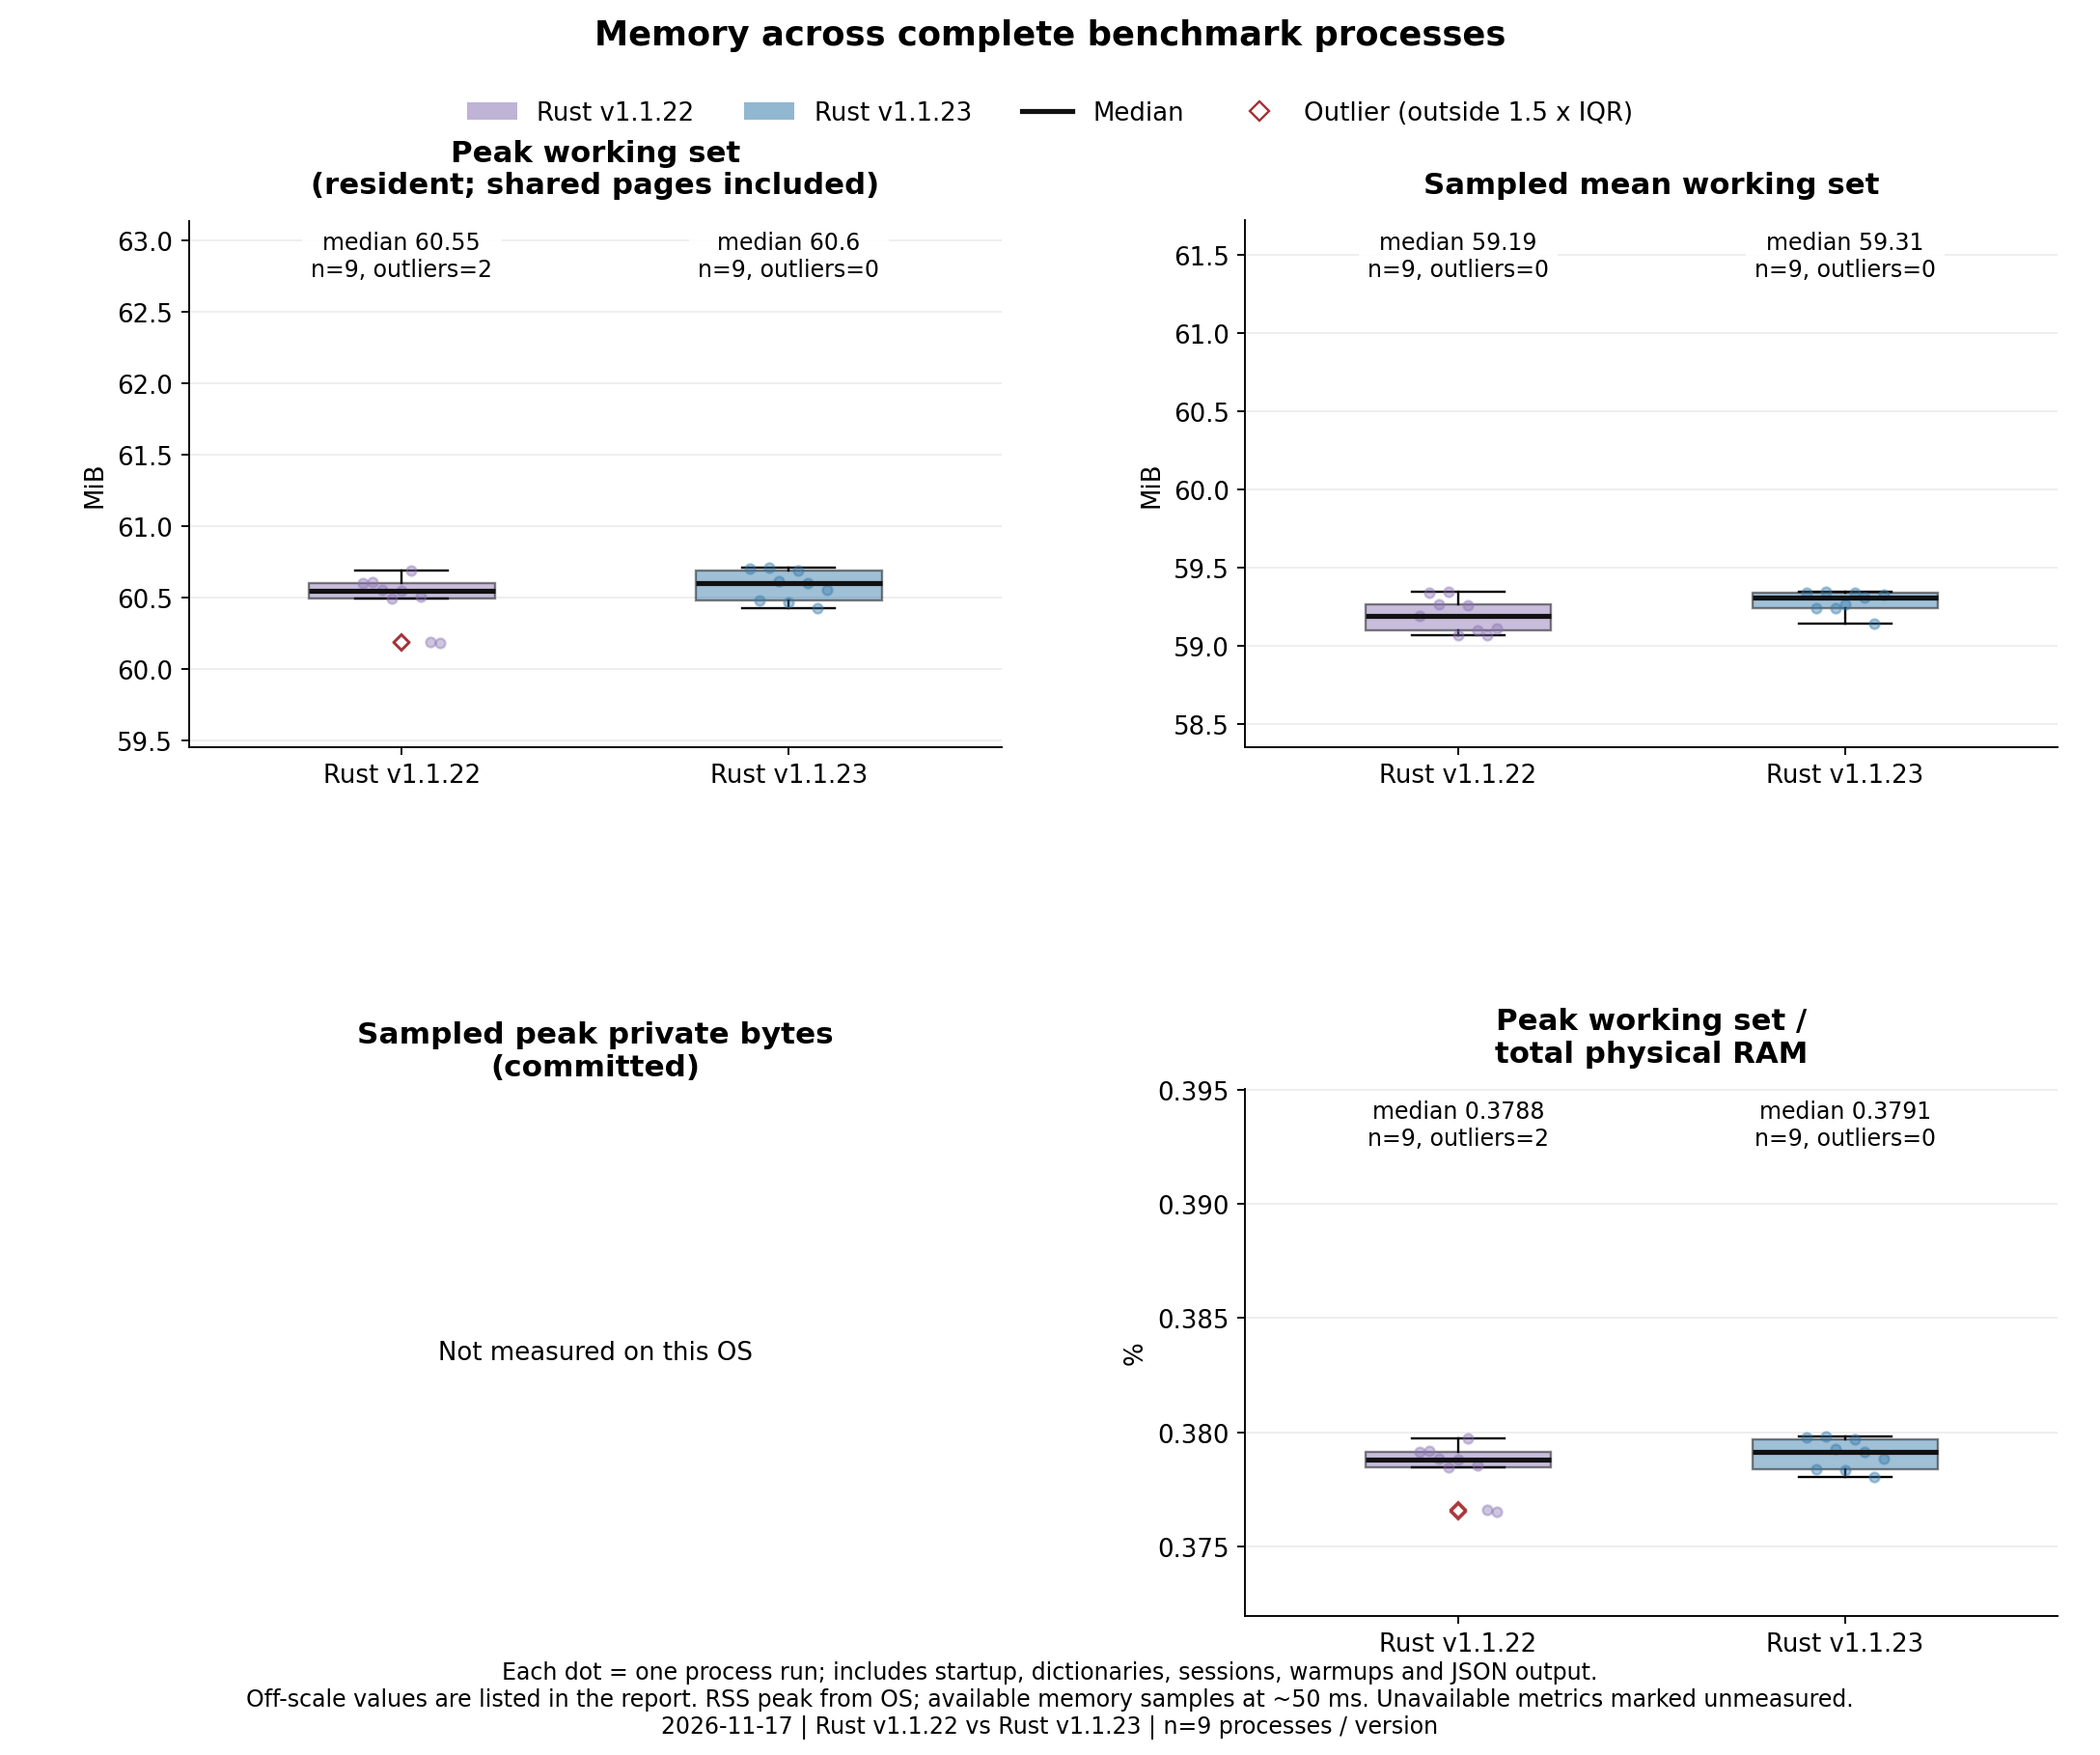 Memory across complete benchmark processes
Rust v1.1.22
Rust v1.1.23
Median
Outlier (outside 1.5 x IQR)
Peak working set
(resident; shared pages included)
median 60.55
n=9, outliers=2
median 60.6
n=9, outliers=0
63.0
62.5
62.0
61.5
61.0
60.5
60.0
59.5
MiB
Rust v1.1.22
Rust v1.1.23
Sampled mean working set
median 59.19
n=9, outliers=0
median 59.31
n=9, outliers=0
61.5
61.0
60.5
60.0
59.5
59.0
58.5
MiB
Rust v1.1.22
Rust v1.1.23
Sampled peak private bytes
(committed)
Not measured on this OS
Peak working set /
total physical RAM
median 0.3788
n=9, outliers=2
median 0.3791
n=9, outliers=0
0.395
0.390
0.385
0.380
0.375
%
Rust v1.1.22
Rust v1.1.23
Each dot = one process run; includes startup, dictionaries, sessions, warmups and JSON output.
Off-scale values are listed in the report. RSS peak from OS; available memory samples at ~50 ms. Unavailable metrics marked unmeasured.
2026-11-17 | Rust v1.1.22 vs Rust v1.1.23 | n=9 processes / version